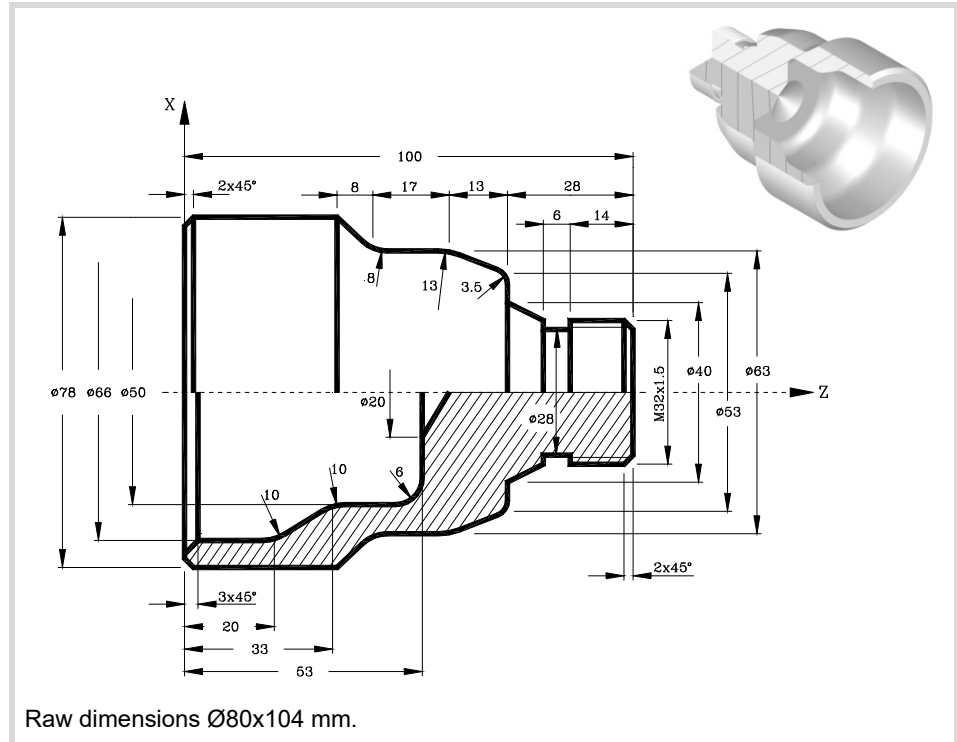 X
100
2x45°
8
17
13
28
6
14
8
13
3.5
ø78
ø66
ø50
ø20
ø28
M32x1.5
ø40
ø53
ø63
Z
10
10
6
3x45°
2x45°
20
33
53
Raw dimensions Ø80x104 mm.